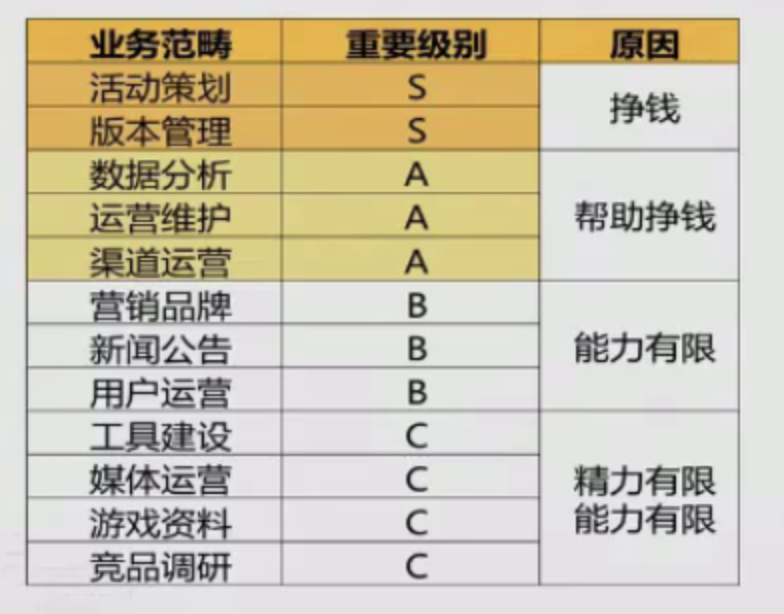 业务范畴 重要级别 原因
活动策划 S 挣钱
版本管理 S
数据分析 A 帮助挣钱
运营维护 A
渠道运营 A
营销品牌 B 能力有限
新闻公告 B
用户运营 B
工具建设 C 精力有限
媒体运营 C 能力有限
游戏资料 C
竞品调研 C